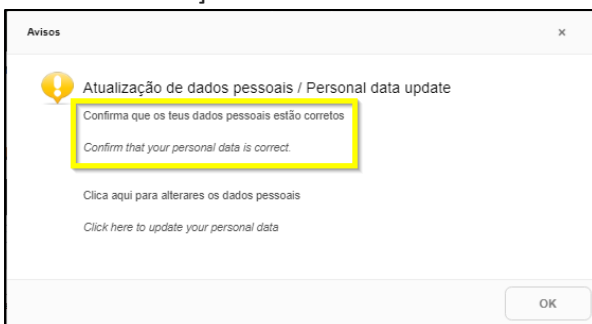 Avisos ×
Atualização de dados pessoais / Personal data update
Confirma que os teus dados pessoais estão corretos
Confirm that your personal data is correct.
Clica aqui para alterares os dados pessoais
Click here to update your personal data
OK